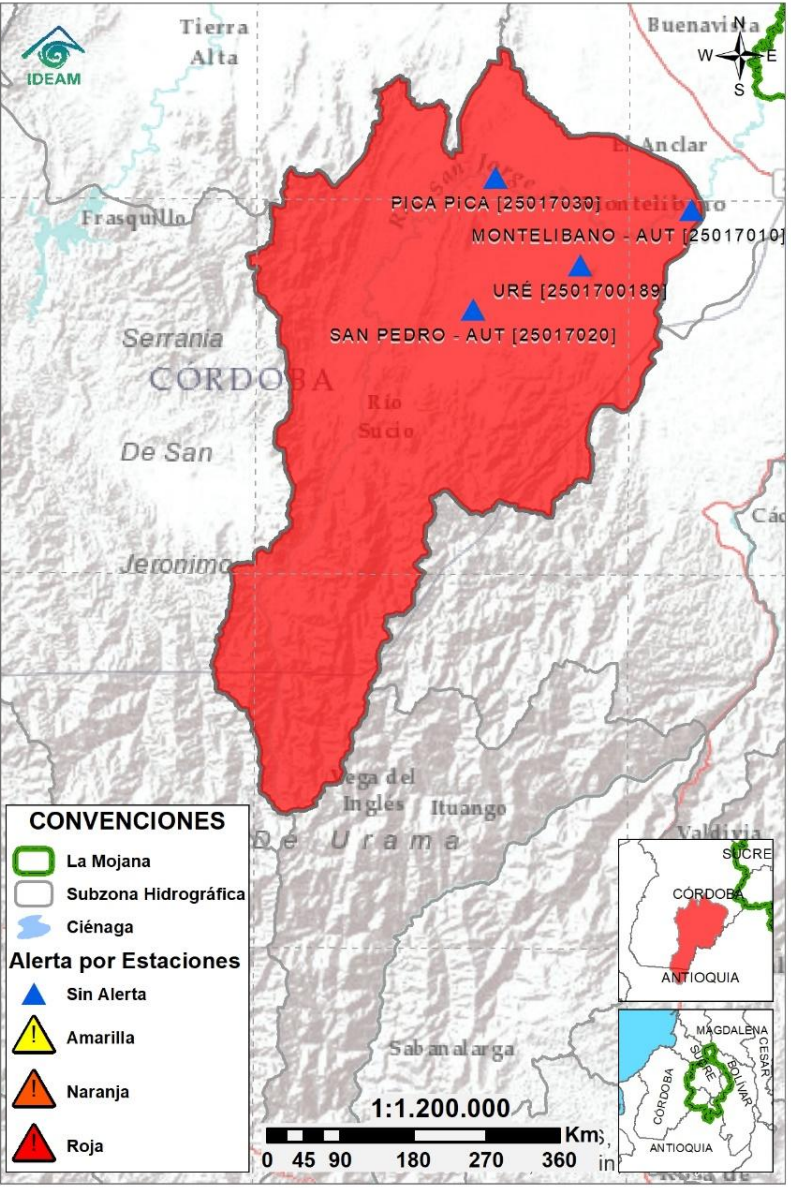 IDEAM
Tierra
Alta
Buenavista
N
W
E
S
El Anclar
Frasquillo
PICA PiCA [25017030]
MONTELIBANO - AUT [25017010]
URÉ [2501700189]
SAN PEDRO - AUT [25017020]
Serrania
CÓRDOBA
Río
Sucio
De San
Jeronimo
Vega del
Inglés
Ituango
De Urama
Valdivia
Sabanalarga
CONVENCIONES
La Mojana
Subzona Hidrográfica
Ciénaga
Alerta por Estaciones
Sin Alerta
Amarilla
Naranja
Roja
1:1.200.000
Km
0 45 90 180 270 360
SUCRE
CÓRDOBA
ANTIOQUIA
MAGDALENA
CESAR
SUCRE
BOLÍVAR
CÓRDOBA
ANTIOQUIA